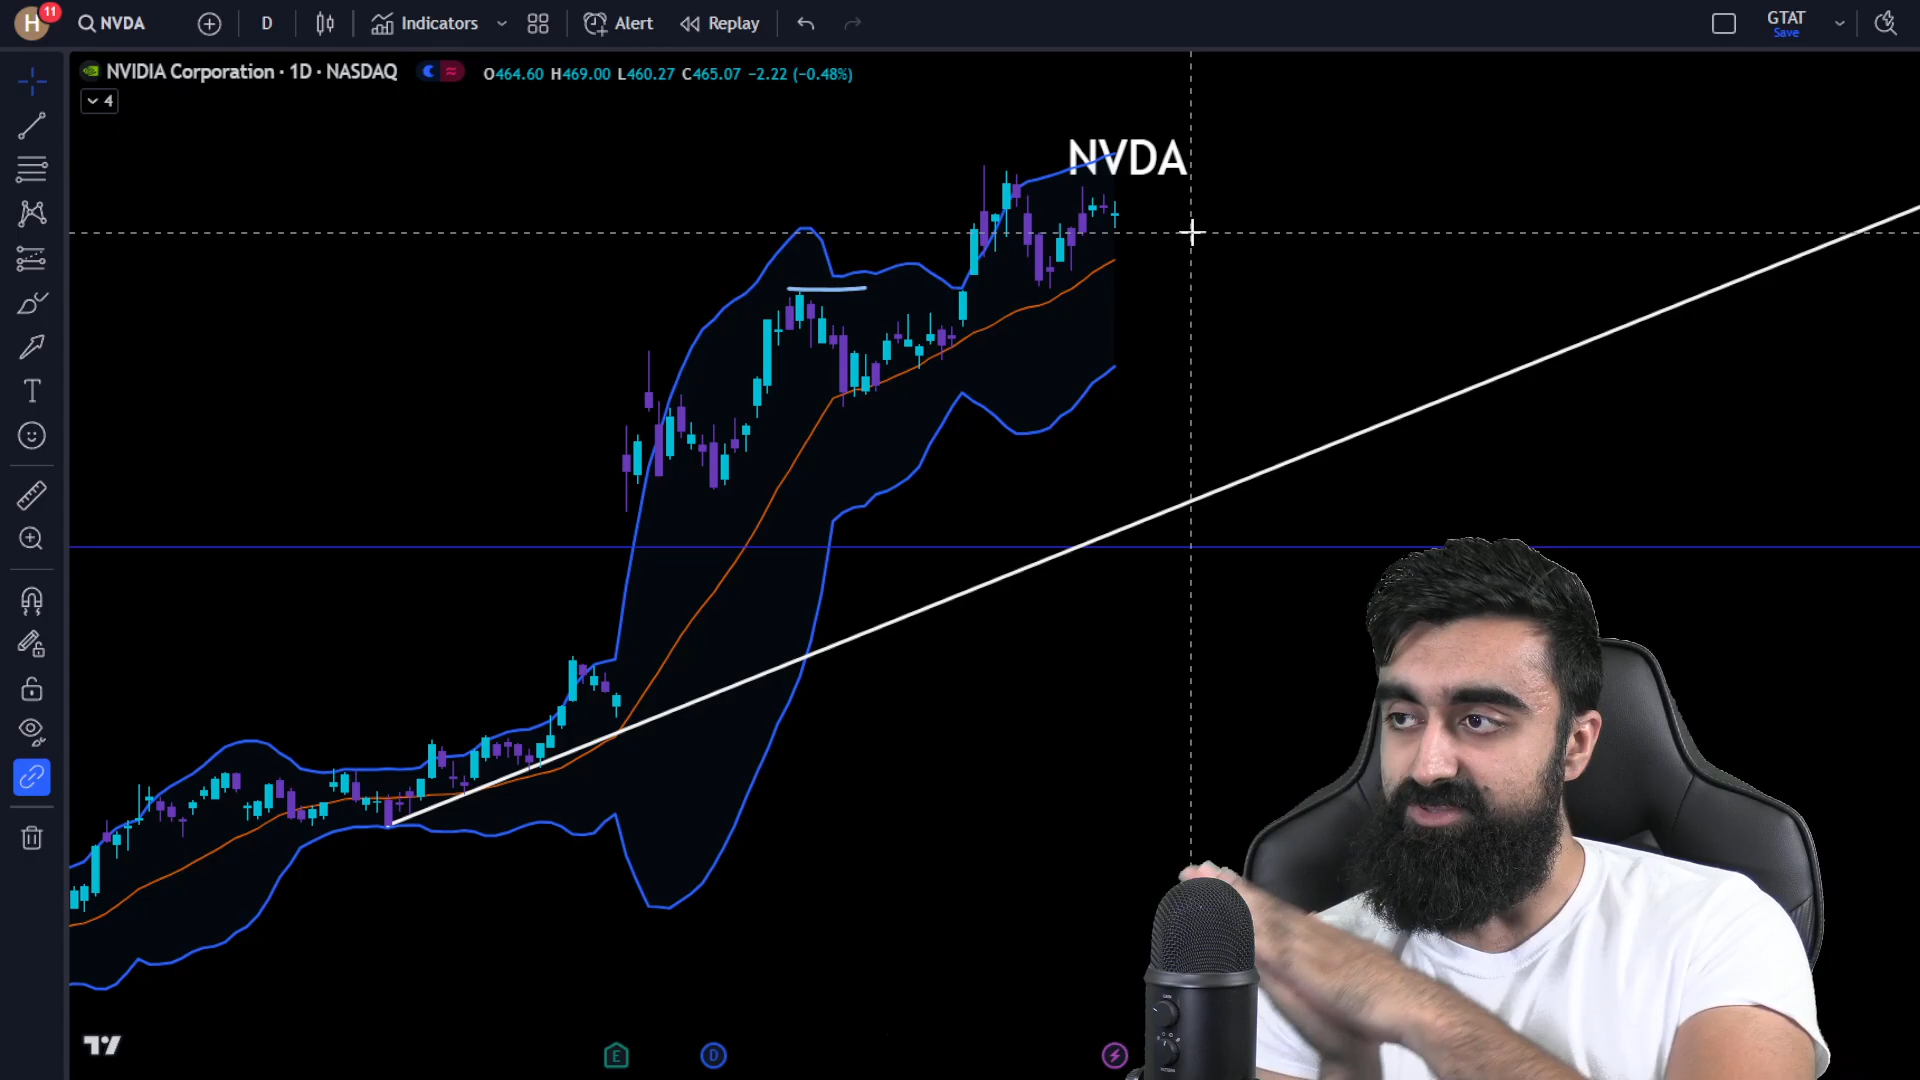 H
11
NVDA
D
Indicators
Alert
Replay
GTAT
Save
NVIDIA Corporation · 1D · NASDAQ
O464.60 H469.00 L460.27 C465.07 −2.22 (−0.48%)
4
NVDA
T
E
D